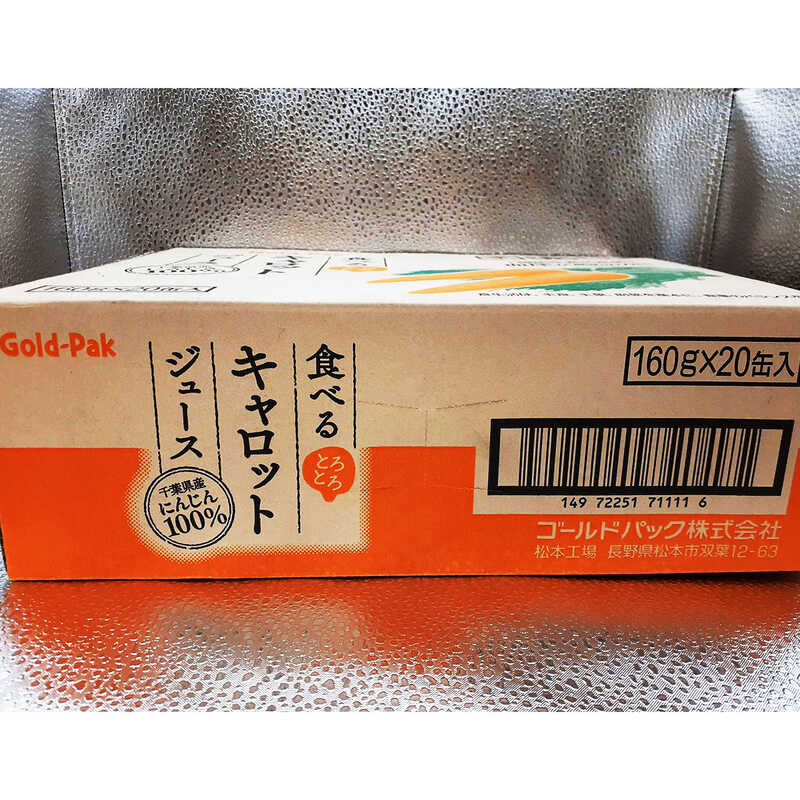 Gold-Pak
食べる
とろ
とろ
キャロット
ジュース
千葉県産
にんじん
100%
160g×20缶入
149 72251 71111 6
ゴールドパック株式会社
松本工場 長野県松本市双葉12-63